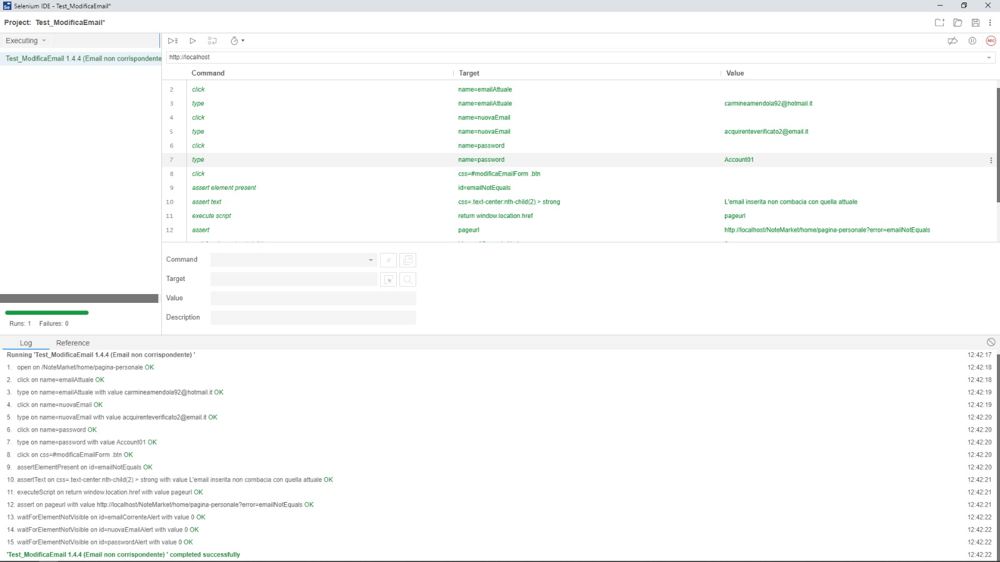 Selenium IDE - Test_ModificaEmail*
Project: Test_ModificaEmail*
Executing
Test_ModificaEmail 1.4.4 (Email non corrispondente
http://localhost
Command Target Value
2 click name=emailAttuale
3 type name=emailAttuale carmineamendola92@hotmail.it
4 click name=nuovaEmail
5 type name=nuovaEmail acquirenteverificato2@email.it
6 click name=password
7 type name=password Account01
8 click css=#modificaEmailForm .btn
9 assert element present id=emailNotEquals
10 assert text css=.text-center:nth-child(2) > strong L'email inserita non combacia con quella attuale
11 execute script return window.location.href pageurl
12 assert pageurl http://localhost/NoteMarket/home/pagina-personale?error=emailNotEquals
REC
Command
//
Target
Value
Description
Runs: 1 Failures: 0
Log Reference
Running 'Test_ModificaEmail 1.4.4 (Email non corrispondente) ' 12:42:17
1. open on /NoteMarket/home/pagina-personale OK 12:42:18
2. click on name=emailAttuale OK 12:42:18
3. type on name=emailAttuale with value carmineamendola92@hotmail.it OK 12:42:19
4. click on name=nuovaEmail OK 12:42:19
5. type on name=nuovaEmail with value acquirenteverificato2@email.it OK 12:42:20
6. click on name=password OK 12:42:20
7. type on name=password with value Account01 OK 12:42:20
8. click on css=#modificaEmailForm .btn OK 12:42:20
9. assertElementPresent on id=emailNotEquals OK 12:42:20
10. assertText on css=.text-center:nth-child(2) > strong with value L'email inserita non combacia con quella attuale OK 12:42:21
11. executeScript on return window.location.href with value pageurl OK 12:42:21
12. assert on pageurl with value http://localhost/NoteMarket/home/pagina-personale?error=emailNotEquals OK 12:42:21
13. waitForElementNotVisible on id=emailCorrenteAlert with value 0 OK 12:42:22
14. waitForElementNotVisible on id=nuovaEmailAlert with value 0 OK 12:42:22
15. waitForElementNotVisible on id=passwordAlert with value 0 OK 12:42:22
'Test_ModificaEmail 1.4.4 (Email non corrispondente) ' completed successfully 12:42:22